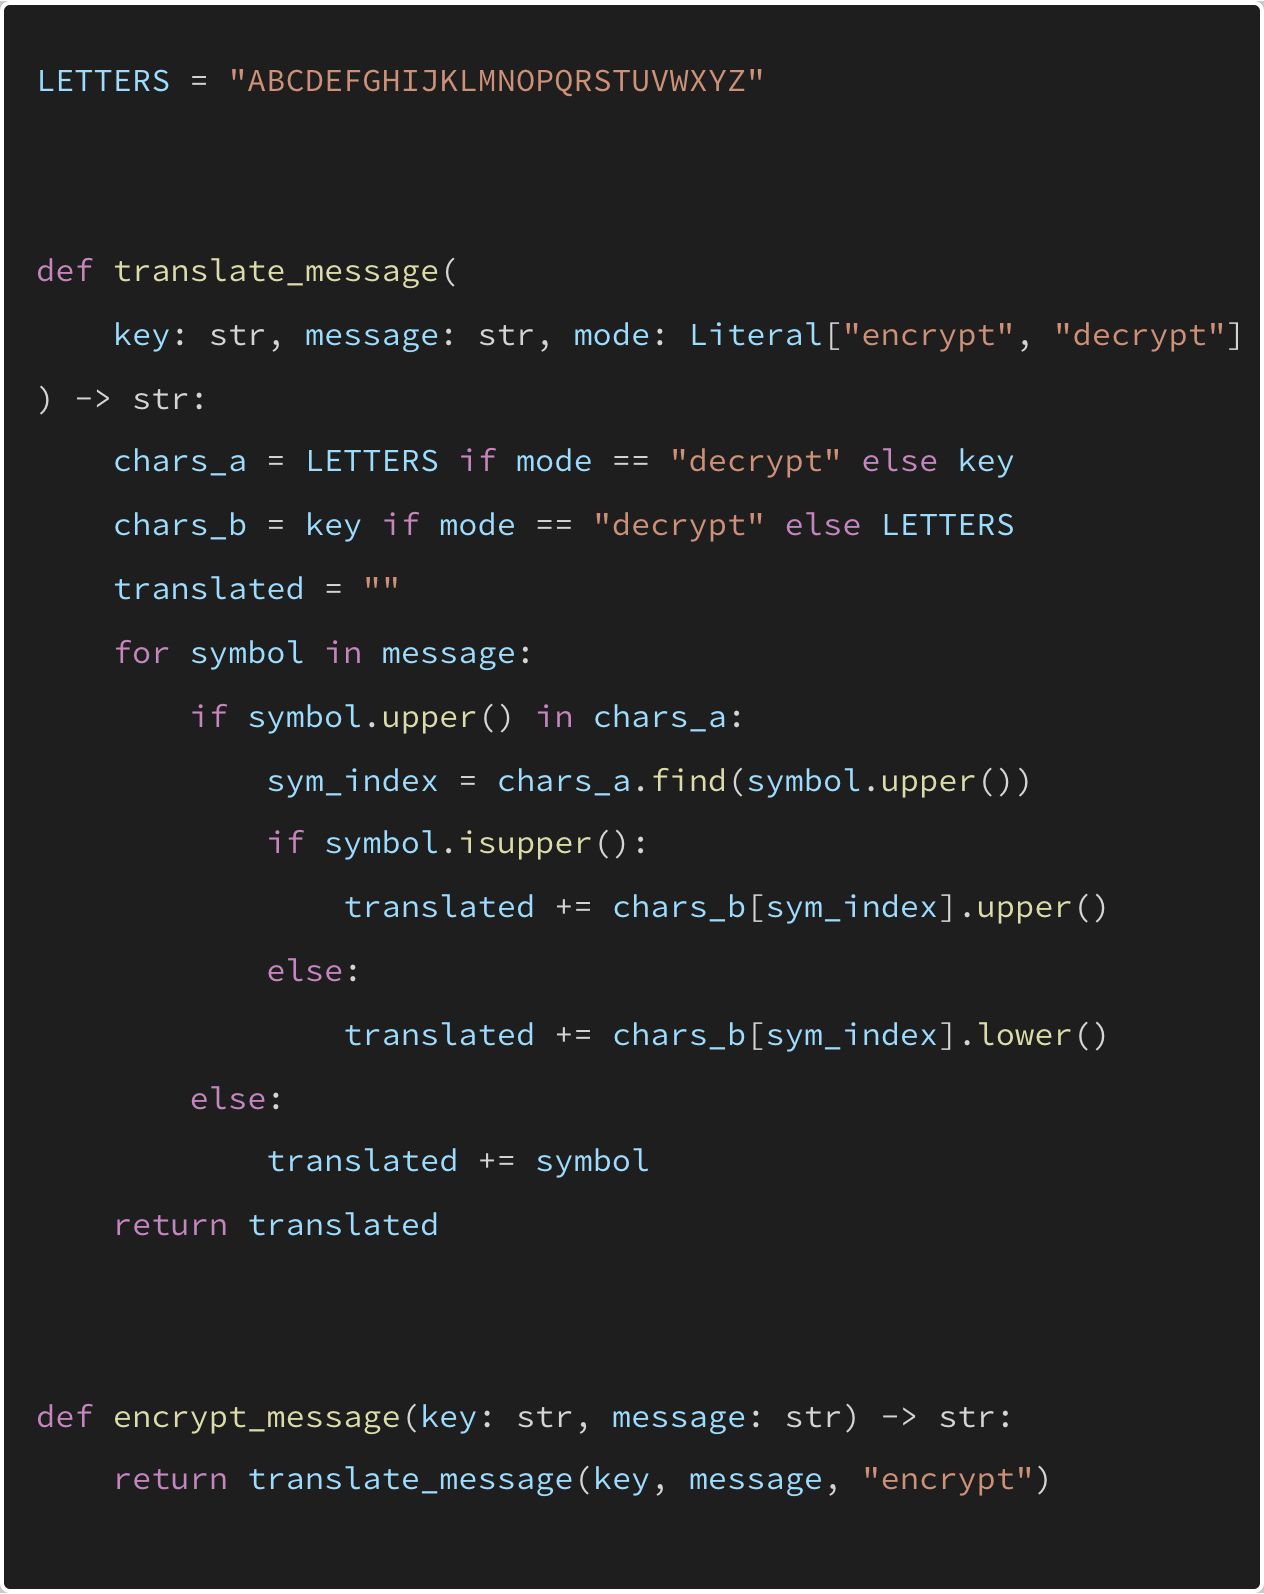 LETTERS = "ABCDEFGHIJKLMNOPQRSTUVWXYZ"
def translate_message(
    key: str, message: str, mode: Literal["encrypt", "decrypt"]
) -> str:
    chars_a = LETTERS if mode == "decrypt" else key
    chars_b = key if mode == "decrypt" else LETTERS
    translated = ""
    for symbol in message:
        if symbol.upper() in chars_a:
            sym_index = chars_a.find(symbol.upper())
            if symbol.isupper():
                translated += chars_b[sym_index].upper()
            else:
                translated += chars_b[sym_index].lower()
        else:
            translated += symbol
    return translated
def encrypt_message(key: str, message: str) -> str:
    return translate_message(key, message, "encrypt")